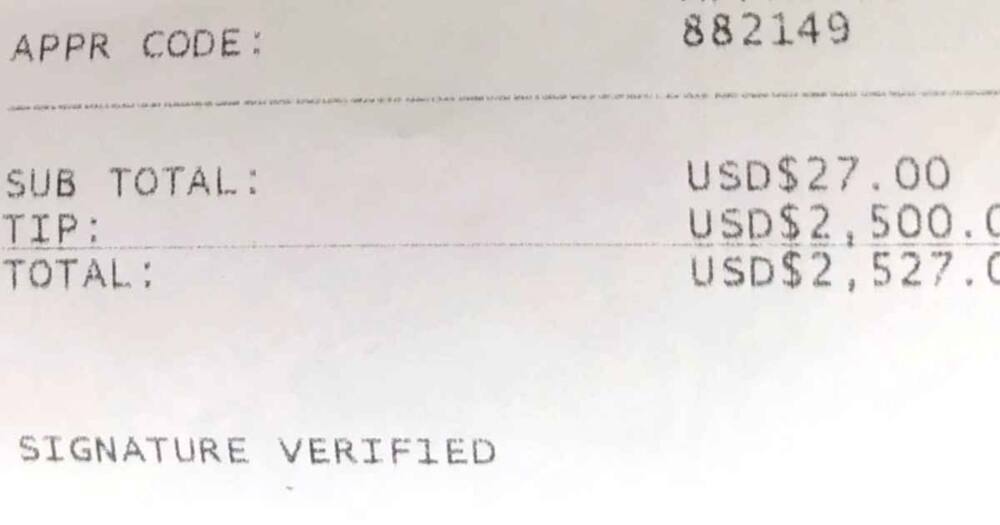 APPR CODE:
882149
SUB TOTAL: USD$27.00
TIP: USD$2,500.0
TOTAL: USD$2,527.0
SIGNATURE VERIFIED